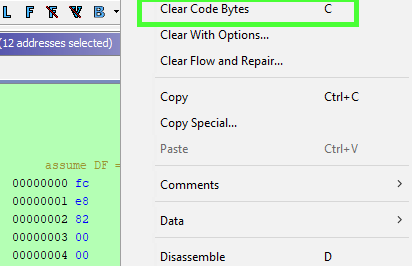 Clear Code Bytes C
L F F B
Clear With Options...
(12 addresses selected)
Clear Flow and Repair...
Copy Ctrl+C
Copy Special...
Paste Ctrl+V
assume DF =
00000000 fc
Comments
00000001 e8
00000002 82
Data
00000003 00
00000004 00
Disassemble D